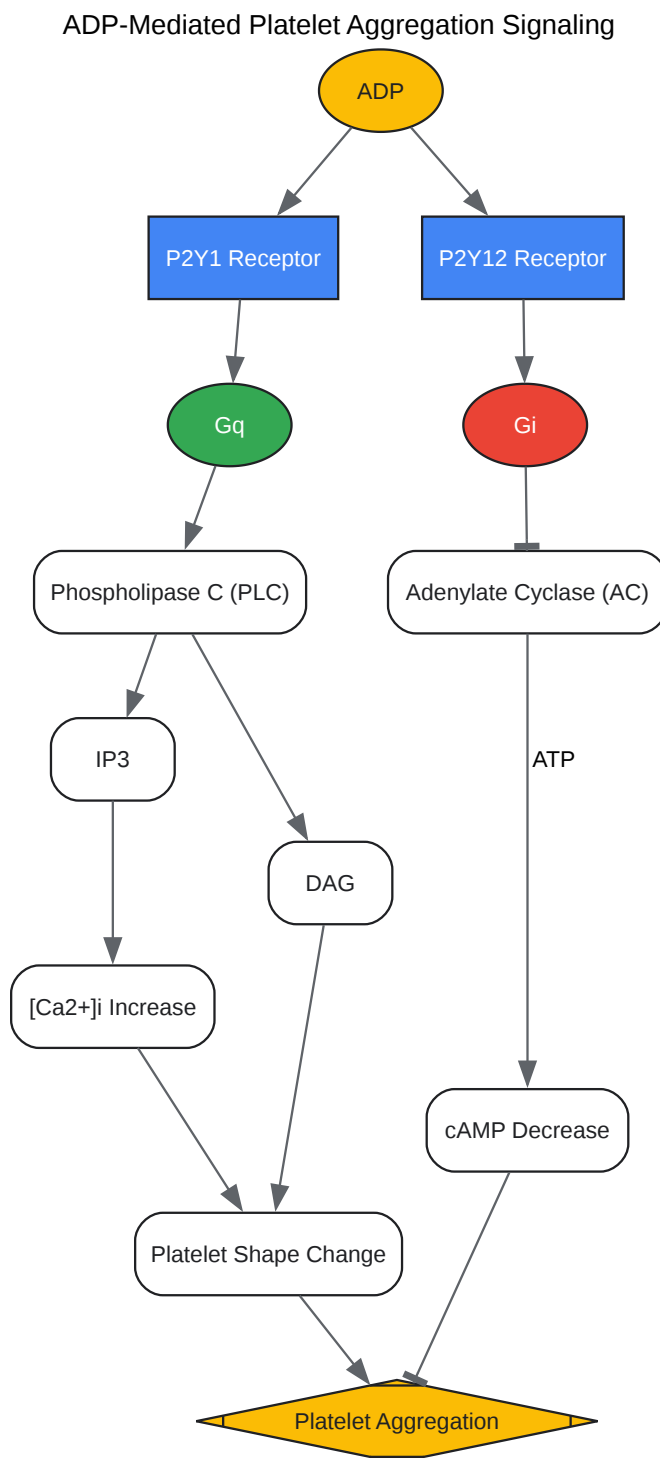 ADP-Mediated Platelet Aggregation Signaling
ADP
P2Y1 Receptor
P2Y12 Receptor
Gq
Gi
Phospholipase C (PLC)
Adenylate Cyclase (AC)
IP3
ATP
DAG
[Ca2+]i Increase
cAMP Decrease
Platelet Shape Change
Platelet Aggregation